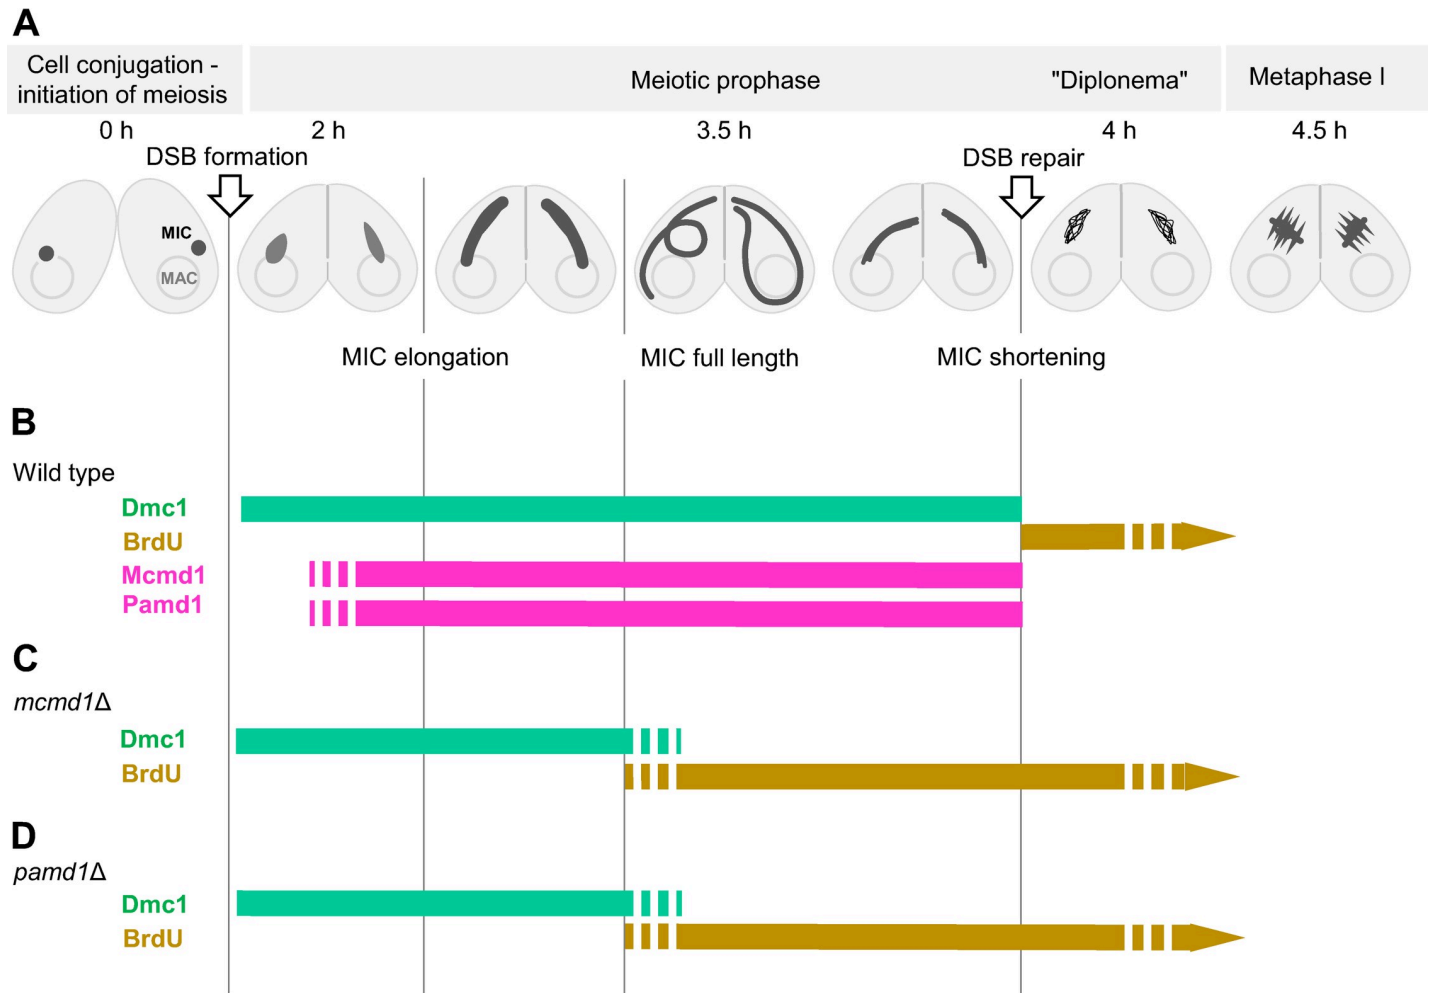 A
Cell conjugation -
initiation of meiosis
Meiotic prophase
"Diplonema"
Metaphase I
0 h
2 h
3.5 h
4 h
4.5 h
DSB formation
DSB repair
MIC
MAC
MIC elongation
MIC full length
MIC shortening
B
Wild type
Dmc1
BrdU
Mcmd1
Pamd1
C
mcmd1Δ
Dmc1
BrdU
D
pamd1Δ
Dmc1
BrdU